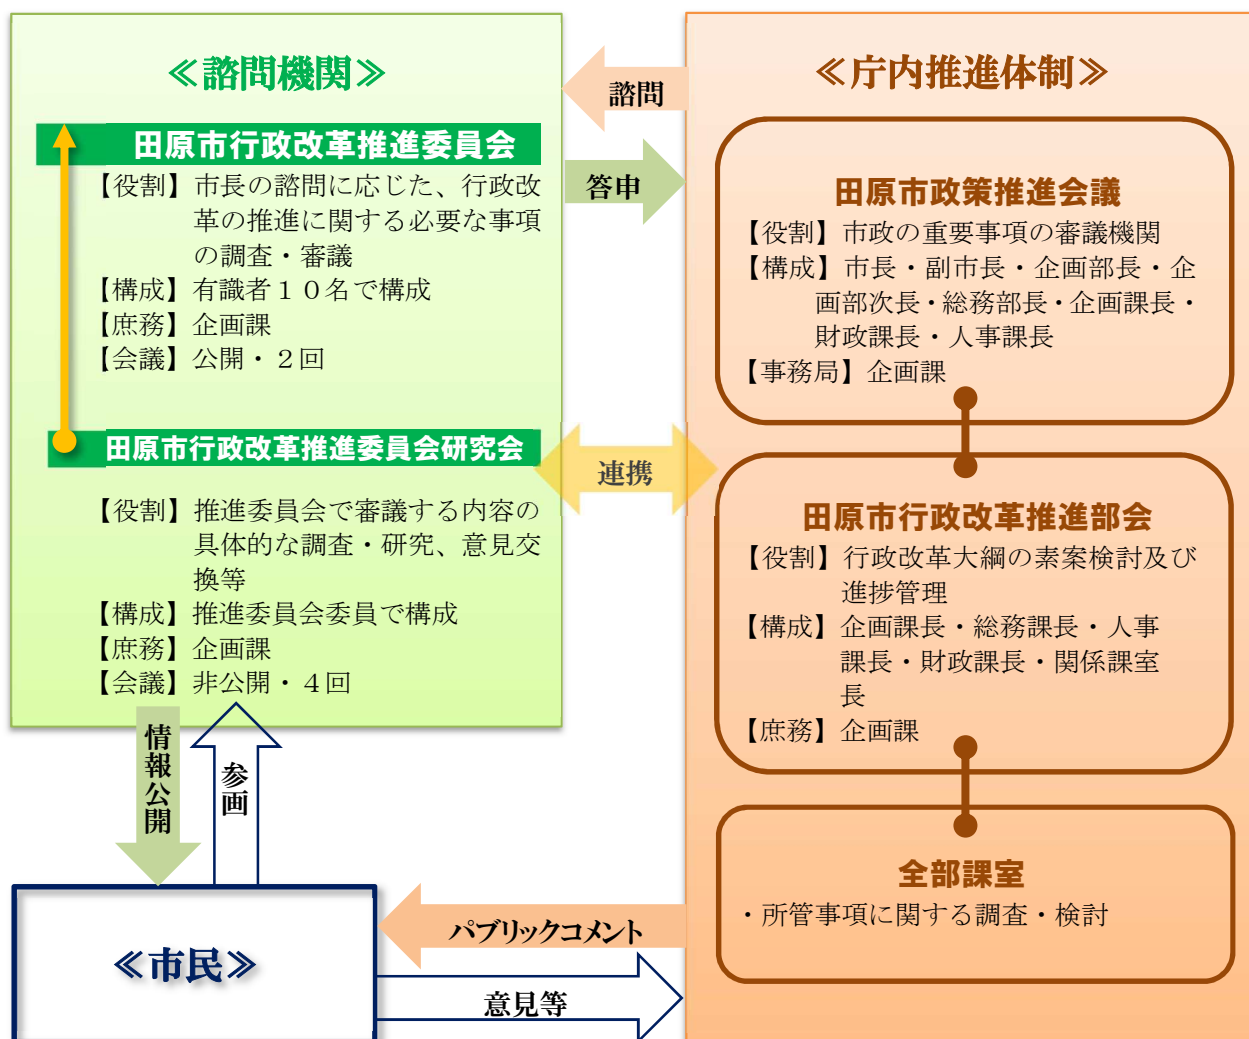 ≪諮問機関≫
田原市行政改革推進委員会
【役割】市長の諮問に応じた、行政改
革の推進に関する必要な事項
の調査・審議
【構成】有識者１０名で構成
【庶務】企画課
【会議】公開・２回
田原市行政改革推進委員会研究会
【役割】推進委員会で審議する内容の
具体的な調査・研究、意見交
換等
【構成】推進委員会委員で構成
【庶務】企画課
【会議】非公開・４回
諮問
答申
連携
≪庁内推進体制≫
田原市政策推進会議
【役割】市政の重要事項の審議機関
【構成】市長・副市長・企画部長・企
画部次長・総務部長・企画課長・
財政課長・人事課長
【事務局】企画課
田原市行政改革推進部会
【役割】行政改革大綱の素案検討及び
進捗管理
【構成】企画課長・総務課長・人事
課長・財政課長・関係課室
長
【庶務】企画課
全部課室
・所管事項に関する調査・検討
情報公開
参画
≪市民≫
パブリックコメント
意見等